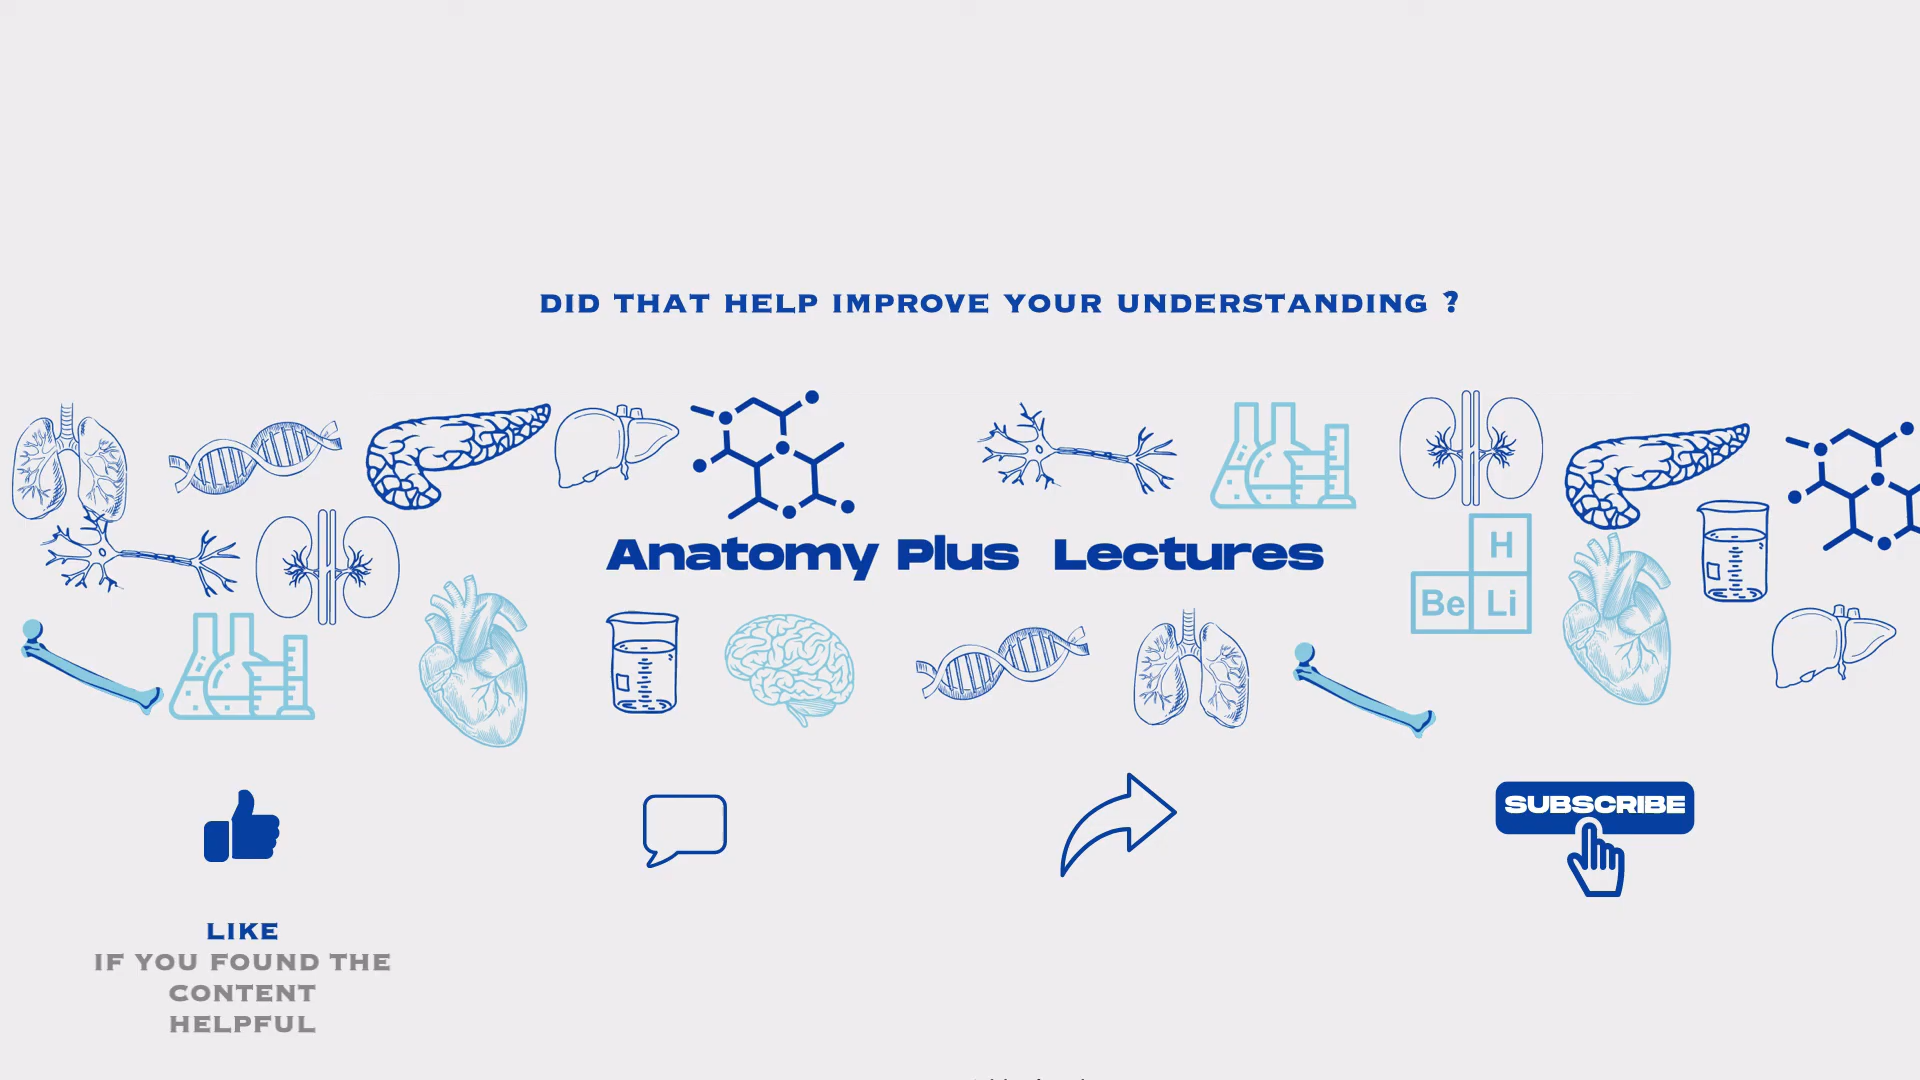 DID THAT HELP IMPROVE YOUR UNDERSTANDING ?
Anatomy Plus Lectures
H
Be Li
SUBSCRIBE
LIKE
IF YOU FOUND THE
CONTENT
HELPFUL